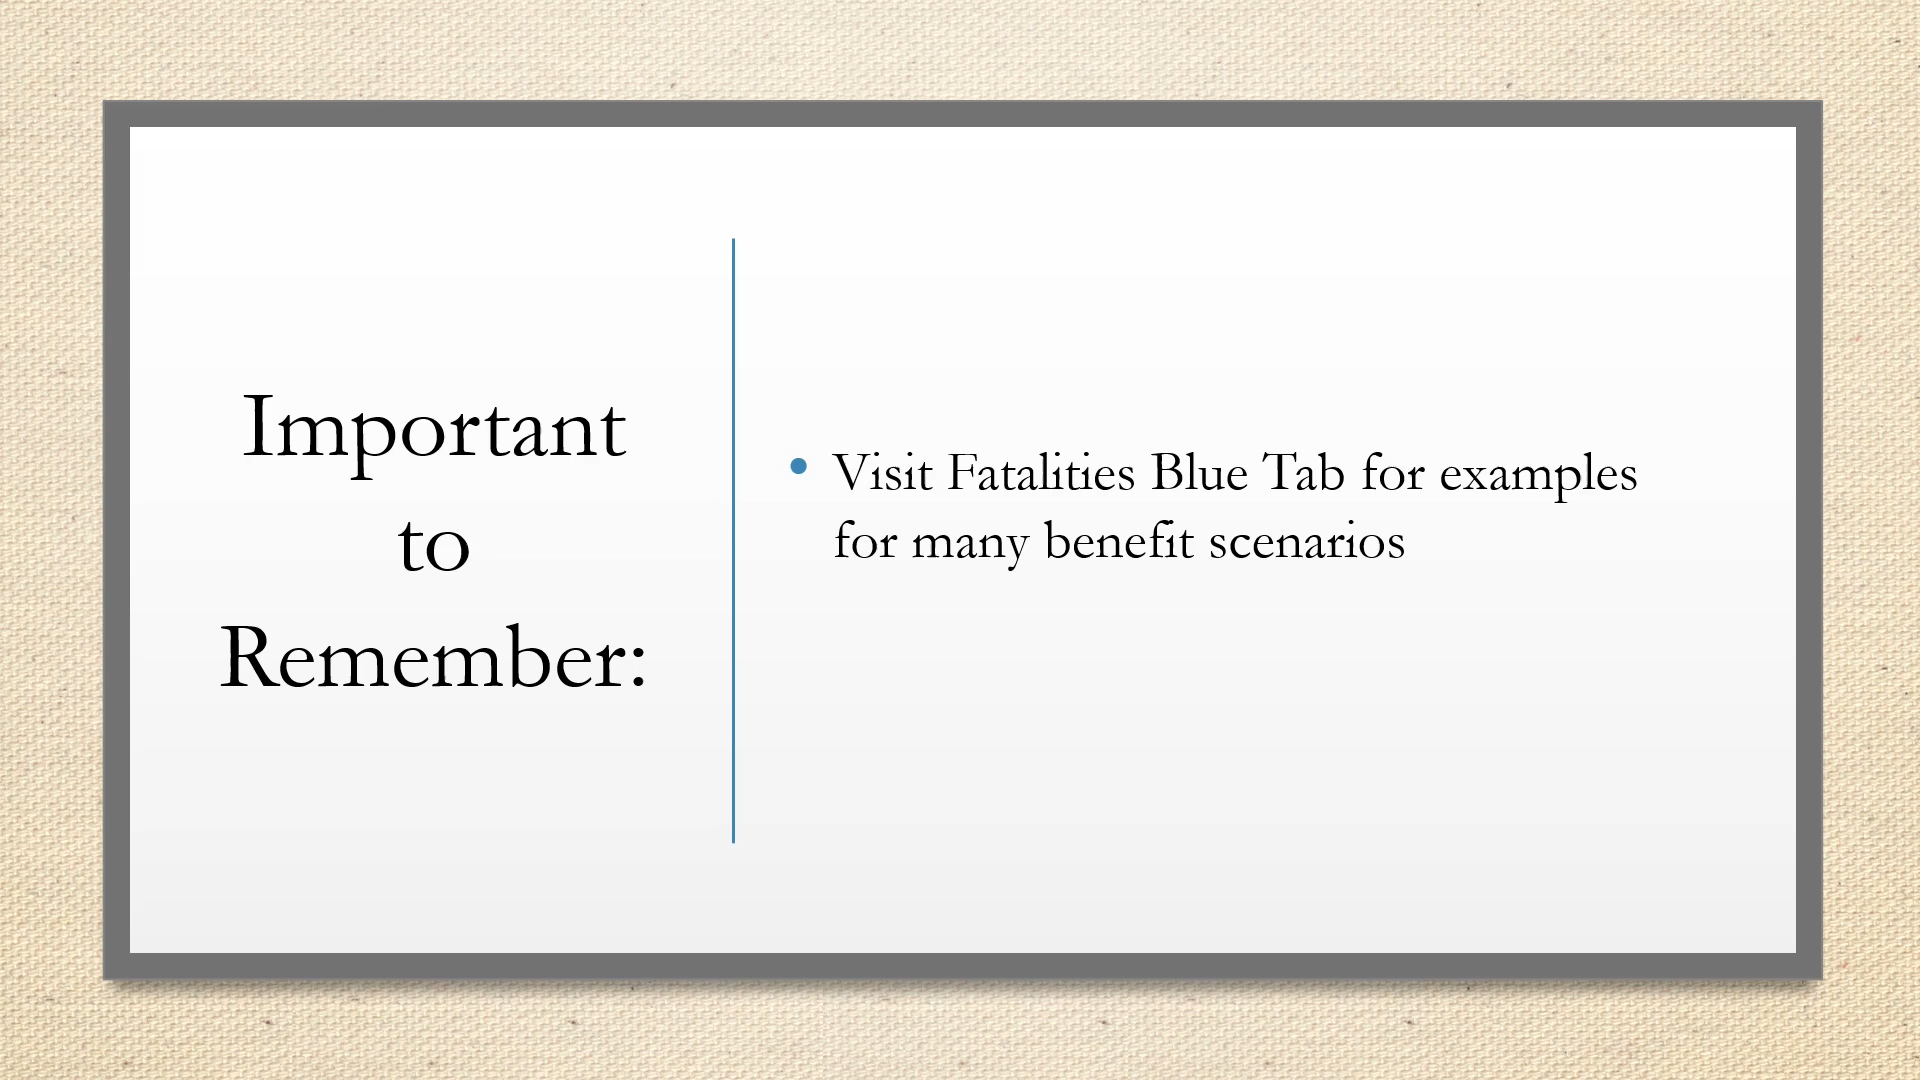 Important
to
Remember:
• Visit Fatalities Blue Tab for examples
for many benefit scenarios